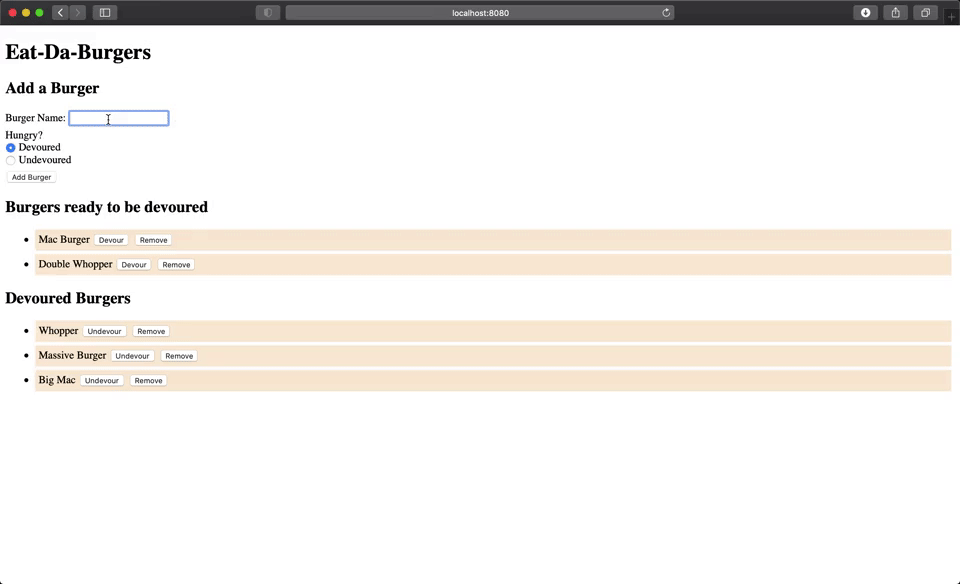 localhost:8080
Eat-Da-Burgers
Add a Burger
Burger Name:
Hungry?
Devoured
Undevoured
Add Burger
Burgers ready to be devoured
Mac Burger Devour Remove
Double Whopper Devour Remove
Devoured Burgers
Whopper Undevour Remove
Massive Burger Undevour Remove
Big Mac Undevour Remove